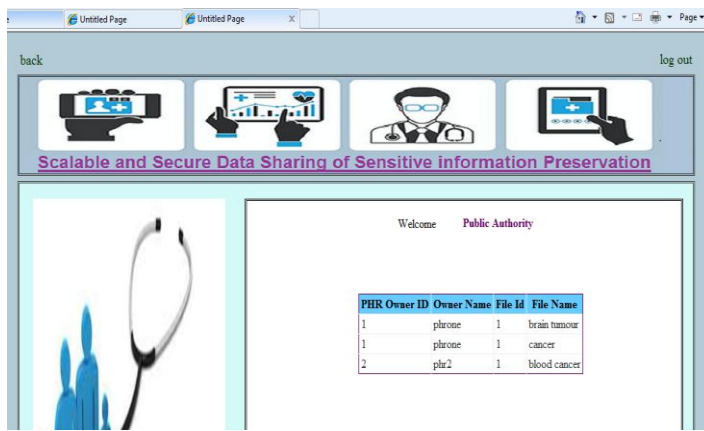 Untitled Page Untitled Page X Page
back log out
Scalable and Secure Data Sharing of Sensitive information Preservation
Welcome Public Authority
PHR Owner ID Owner Name File Id File Name
1 phrone 1 brain tumour
1 phrone 1 cancer
2 phr2 1 blood cancer